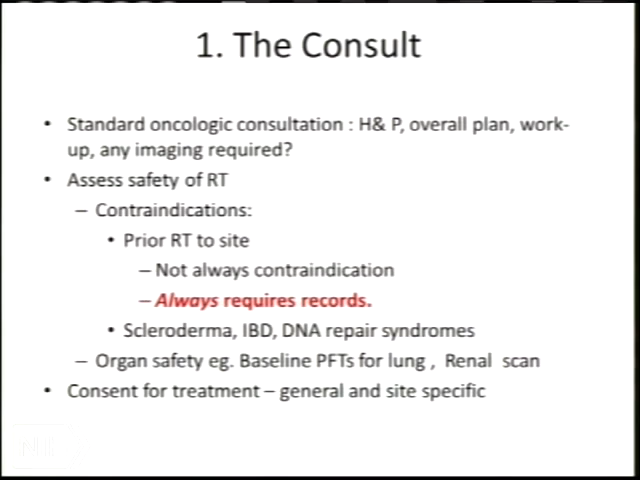 1. The Consult
• Standard oncologic consultation : H& P, overall plan, work-
up, any imaging required?
• Assess safety of RT
– Contraindications:
• Prior RT to site
– Not always contraindication
– Always requires records.
• Scleroderma, IBD, DNA repair syndromes
– Organ safety eg. Baseline PFTs for lung , Renal scan
• Consent for treatment – general and site specific